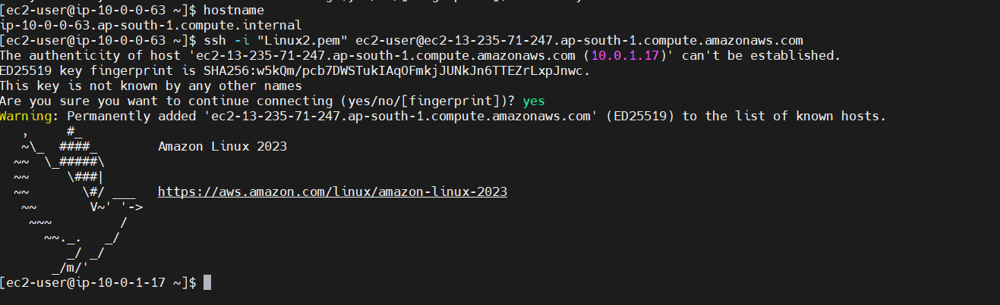 [ec2-user@ip-10-0-0-63 ~]$ hostname
ip-10-0-0-63.ap-south-1.compute.internal
[ec2-user@ip-10-0-0-63 ~]$ ssh -i "Linux2.pem" ec2-user@ec2-13-235-71-247.ap-south-1.compute.amazonaws.com
The authenticity of host 'ec2-13-235-71-247.ap-south-1.compute.amazonaws.com (10.0.1.17)' can't be established.
ED25519 key fingerprint is SHA256:w5kQm/pcb7DWSTukIAqOFmkjJUNkJn6TTEZrLxpJnwc.
This key is not known by any other names
Are you sure you want to continue connecting (yes/no/[fingerprint])? yes
Warning: Permanently added 'ec2-13-235-71-247.ap-south-1.compute.amazonaws.com' (ED25519) to the list of known hosts.
   ,     #_
   ~\_  ####_        Amazon Linux 2023
  ~~  \_#####\
  ~~     \###|
  ~~       \#/ ___   https://aws.amazon.com/linux/amazon-linux-2023
   ~~       V~' '->
    ~~~         /
      ~~._.   _/
         _/ _/
       _/m/'
[ec2-user@ip-10-0-1-17 ~]$